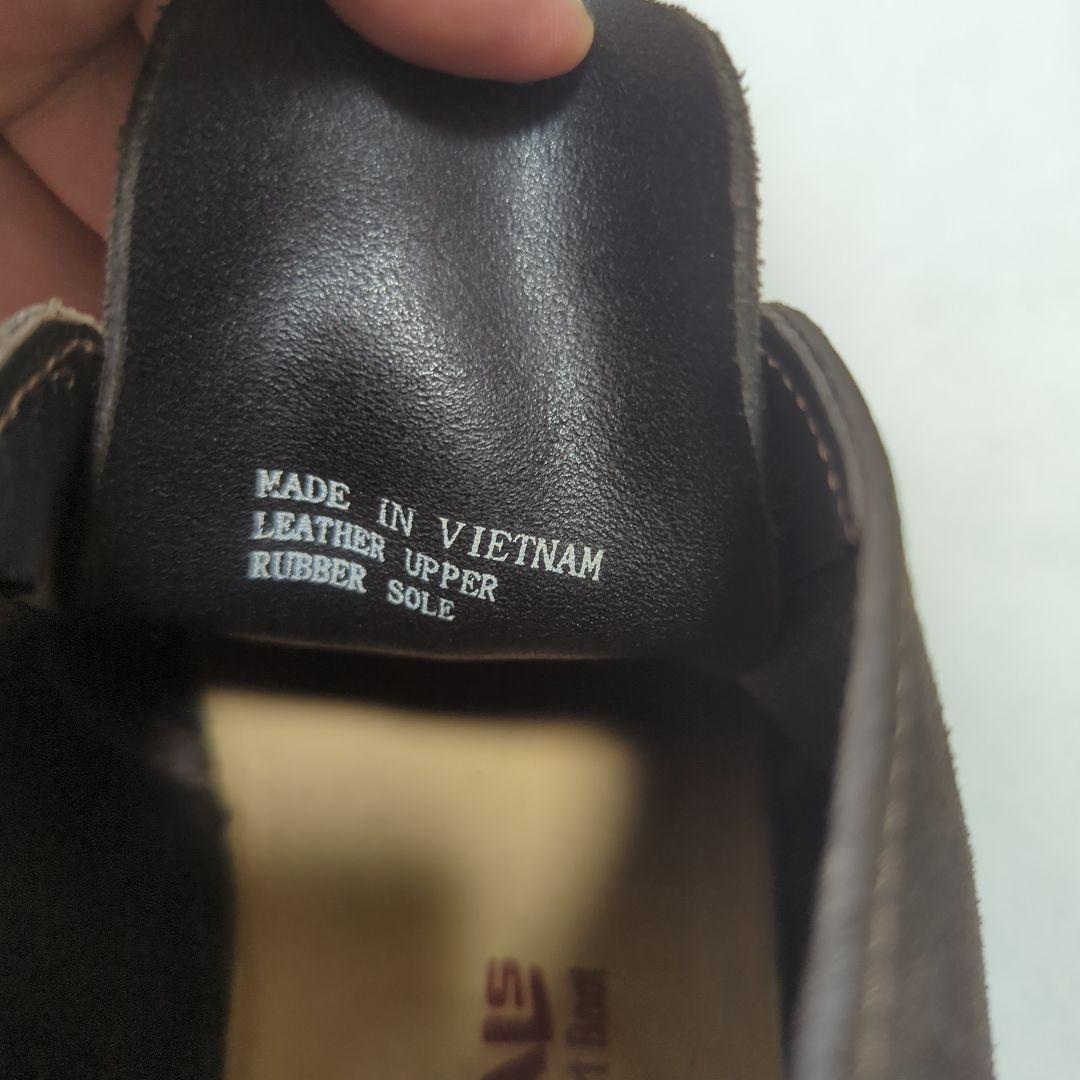 MADE IN VIETNAM
LEATHER UPPER
RUBBER SOLE